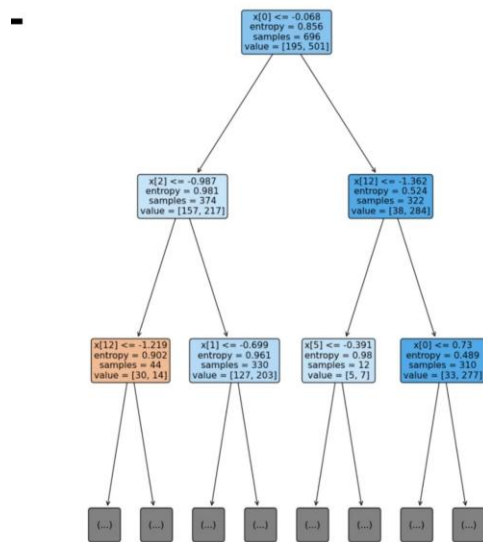 x[0] <= -0.068
entropy = 0.856
samples = 696
value = [195, 501]
x[2] <= -0.987
entropy = 0.981
samples = 374
value = [157, 217]
x[12] <= -1.362
entropy = 0.524
samples = 322
value = [38, 284]
x[12] <= -1.219
entropy = 0.902
samples = 44
value = [30, 14]
x[1] <= -0.699
entropy = 0.961
samples = 330
value = [127, 203]
x[5] <= -0.391
entropy = 0.98
samples = 12
value = [5, 7]
x[0] <= 0.73
entropy = 0.489
samples = 310
value = [33, 277]
(...)
(...)
(...)
(...)
(...)
(...)
(...)
(...)